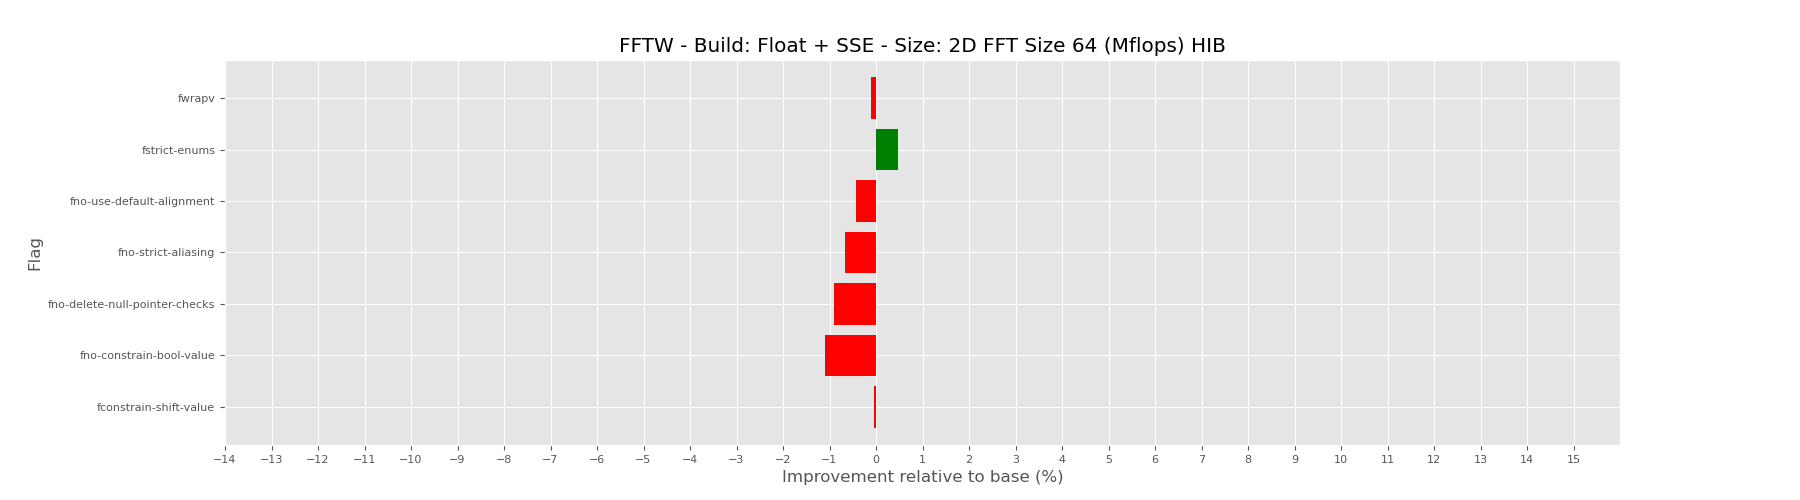 FFTW - Build: Float + SSE - Size: 2D FFT Size 64 (Mflops) HIB
fwrapv
fstrict-enums
fno-use-default-alignment
fno-strict-aliasing
Flag
fno-delete-null-pointer-checks
fno-constrain-bool-value
fconstrain-shift-value
−14 −13 −12 −11 −10 −9 −8 −7 −6 −5 −4 −3 −2 −1 0 1 2 3 4 5 6 7 8 9 10 11 12 13 14 15
Improvement relative to base (%)